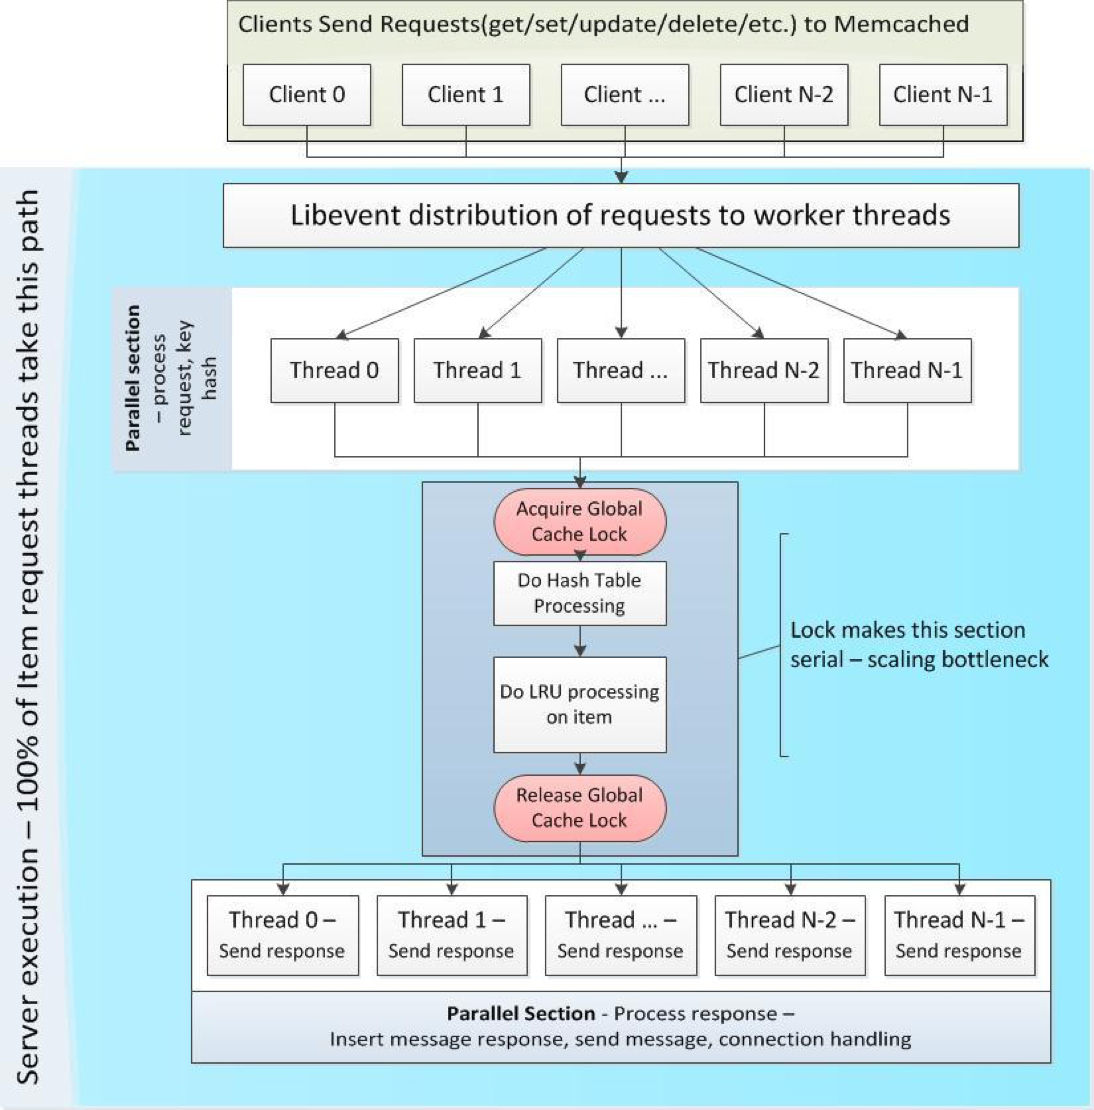 Clients Send Requests(get/set/update/delete/etc.) to Memcached
Client 0
Client 1
Client ...
Client N-2
Client N-1
Server execution – 100% of Item request threads take this path
Libevent distribution of requests to worker threads
Parallel section
– process
request, key
hash
Thread 0
Thread 1
Thread ...
Thread N-2
Thread N-1
Acquire Global
Cache Lock
Do Hash Table
Processing
Do LRU processing
on item
Release Global
Cache Lock
Lock makes this section
serial – scaling bottleneck
Thread 0 –
Send response
Thread 1 –
Send response
Thread ... –
Send response
Thread N-2 –
Send response
Thread N-1 –
Send response
Parallel Section - Process response –
Insert message response, send message, connection handling